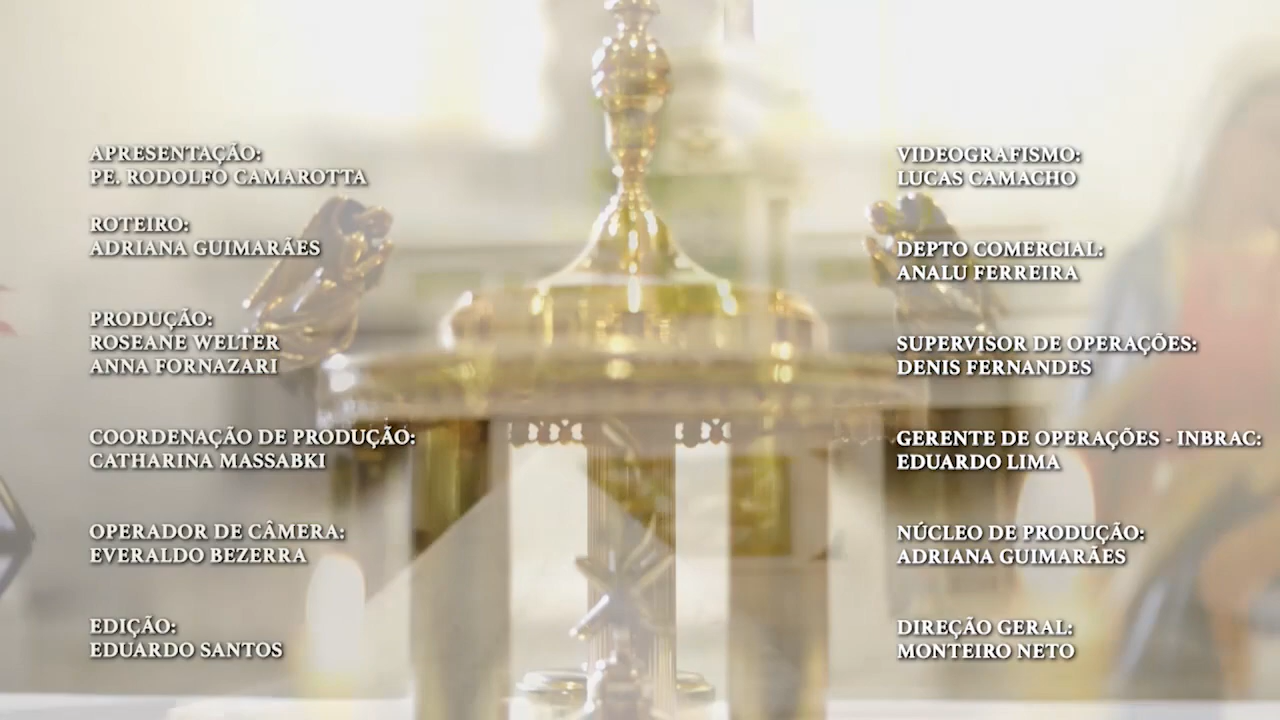 APRESENTAÇÃO:
PE. RODOLFO CAMAROTTA
ROTEIRO:
ADRIANA GUIMARÃES
PRODUÇÃO:
ROSEANE WELTER
ANNA FORNAZARI
COORDENAÇÃO DE PRODUÇÃO:
CATHARINA MASSABKI
OPERADOR DE CÂMERA:
EVERALDO BEZERRA
EDIÇÃO:
EDUARDO SANTOS
VIDEOGRAFISMO:
LUCAS CAMACHO
DEPTO COMERCIAL:
ANALU FERREIRA
SUPERVISOR DE OPERAÇÕES:
DENIS FERNANDES
GERENTE DE OPERAÇÕES - INBRAC:
EDUARDO LIMA
NÚCLEO DE PRODUÇÃO:
ADRIANA GUIMARÃES
DIREÇÃO GERAL:
MONTEIRO NETO